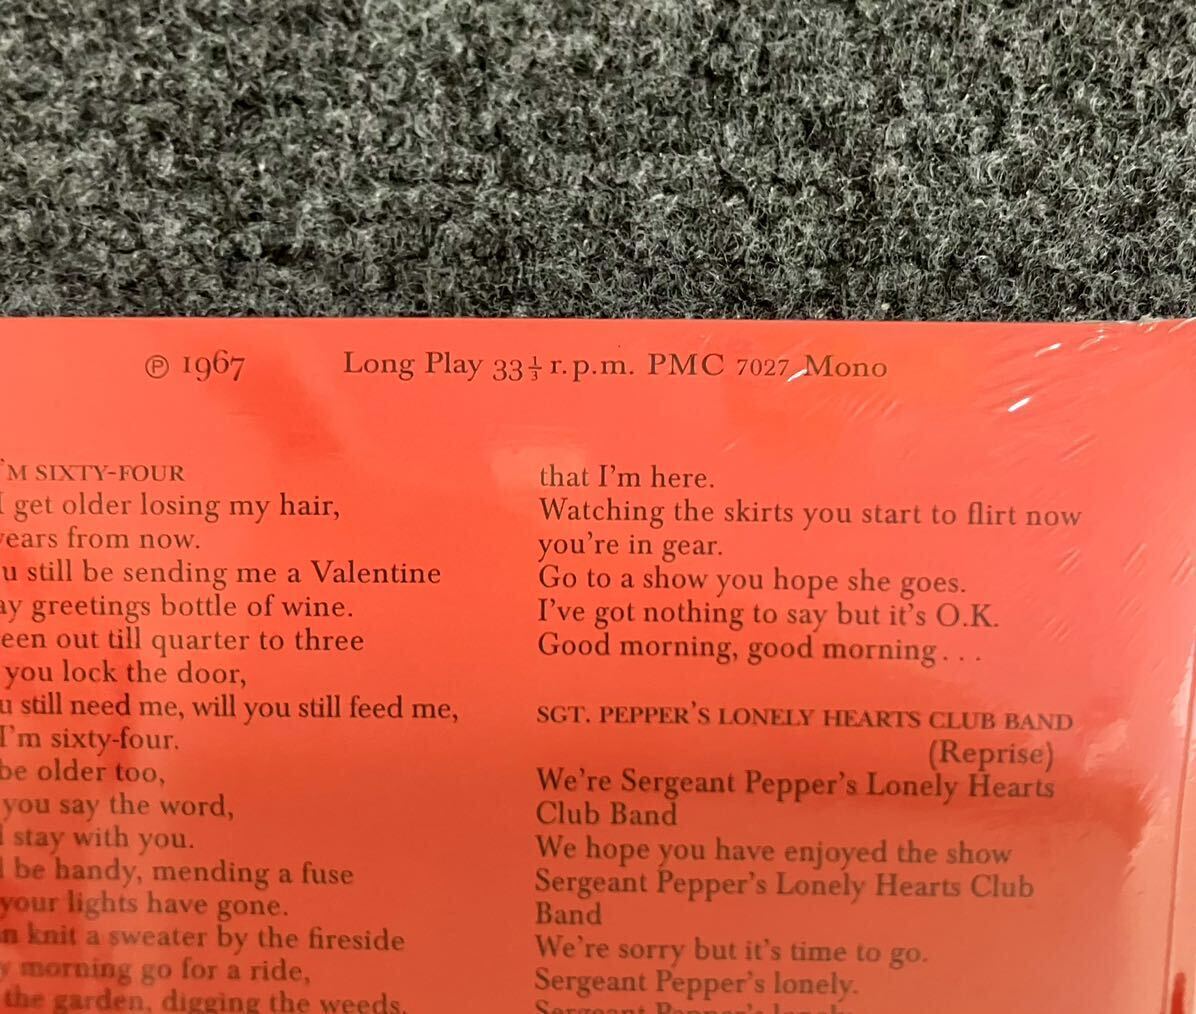 ℗ 1967 Long Play 33⅓ r.p.m. PMC 7027 Mono
'M SIXTY-FOUR
I get older losing my hair,
years from now.
u still be sending me a Valentine
ay greetings bottle of wine.
een out till quarter to three
you lock the door,
u still need me, will you still feed me,
I'm sixty-four.
be older too,
you say the word,
stay with you.
be handy, mending a fuse
your lights have gone.
n knit a sweater by the fireside
y morning go for a ride,
the garden, digging the weeds,
that I'm here.
Watching the skirts you start to flirt now
you're in gear.
Go to a show you hope she goes.
I've got nothing to say but it's O.K.
Good morning, good morning . . .
SGT. PEPPER'S LONELY HEARTS CLUB BAND
(Reprise)
We're Sergeant Pepper's Lonely Hearts
Club Band
We hope you have enjoyed the show
Sergeant Pepper's Lonely Hearts Club
Band
We're sorry but it's time to go.
Sergeant Pepper's lonely.
Sergeant Pepper's lonely.